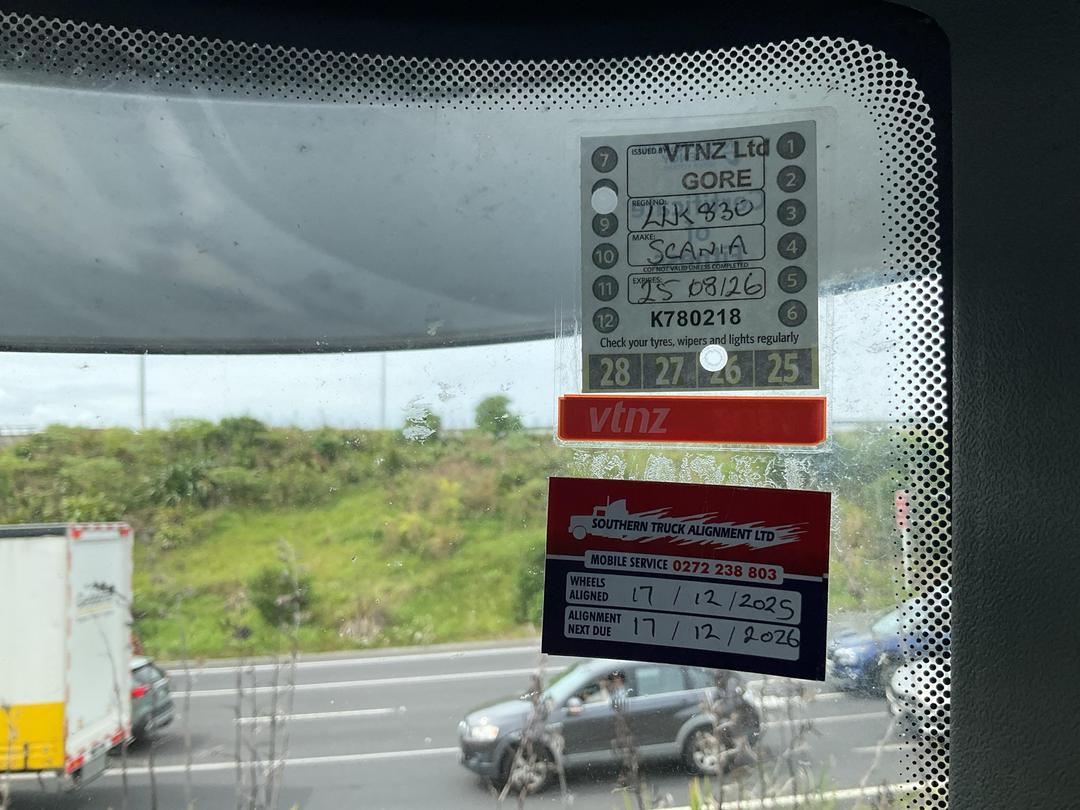 ISSUED BY VTNZ Ltd
GORE
REGN NO:
LNK830
MAKE:
SCANIA
COF NOT VALID UNLESS COMPLETED
EXPIRES:
25 08/26
K780218
7
9
10
11
12
1
2
3
4
5
6
Check your tyres, wipers and lights regularly
28 27 26 25
vtnz
SOUTHERN TRUCK ALIGNMENT LTD
MOBILE SERVICE 0272 238 803
WHEELS
ALIGNED 17 / 12 / 2025
ALIGNMENT
NEXT DUE 17 / 12 / 2026